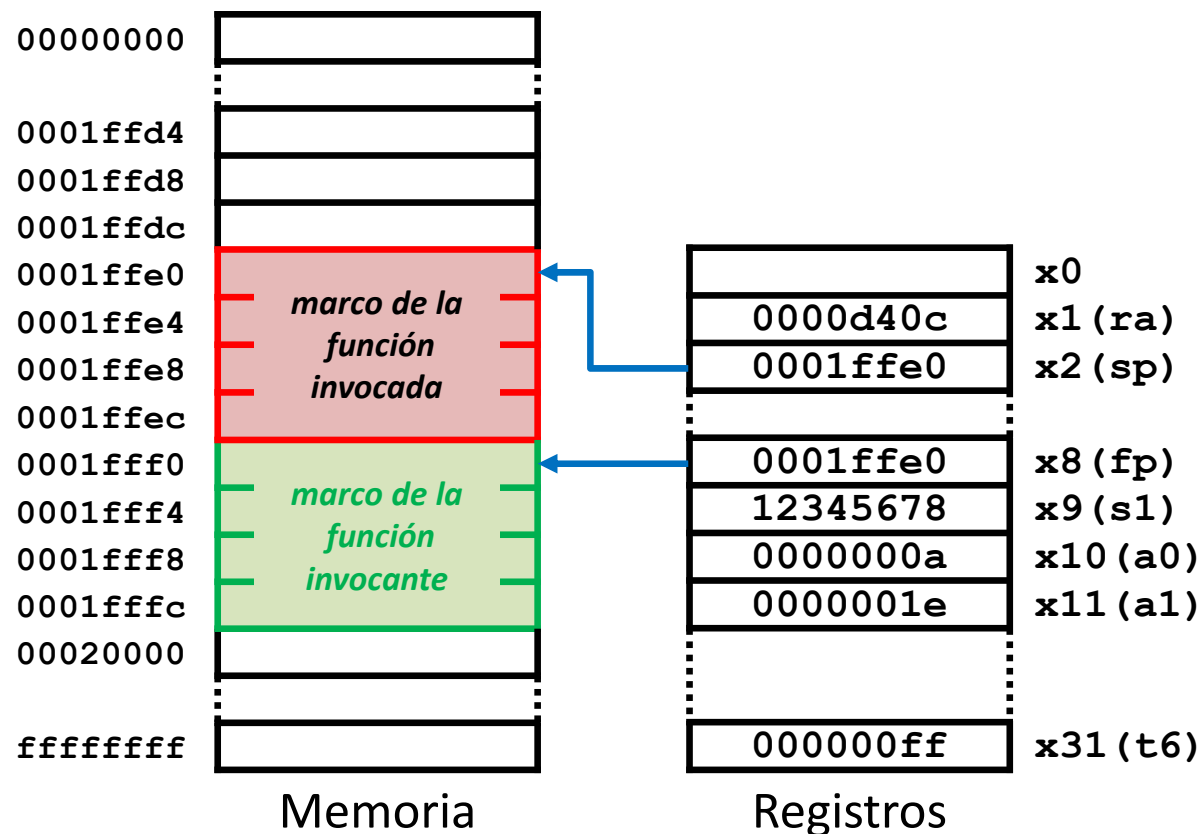 00000000
0001ffd4
0001ffd8
0001ffdc
0001ffe0
0001ffe4
0001ffe8
0001ffec
0001fff0
0001fff4
0001fff8
0001fffc
00020000
ffffffff
marco de la
función
invocada
marco de la
función
invocante
Memoria
x0
0000d40c x1(ra)
0001ffe0 x2(sp)
0001ffe0 x8(fp)
12345678 x9(s1)
0000000a x10(a0)
0000001e x11(a1)
000000ff x31(t6)
Registros